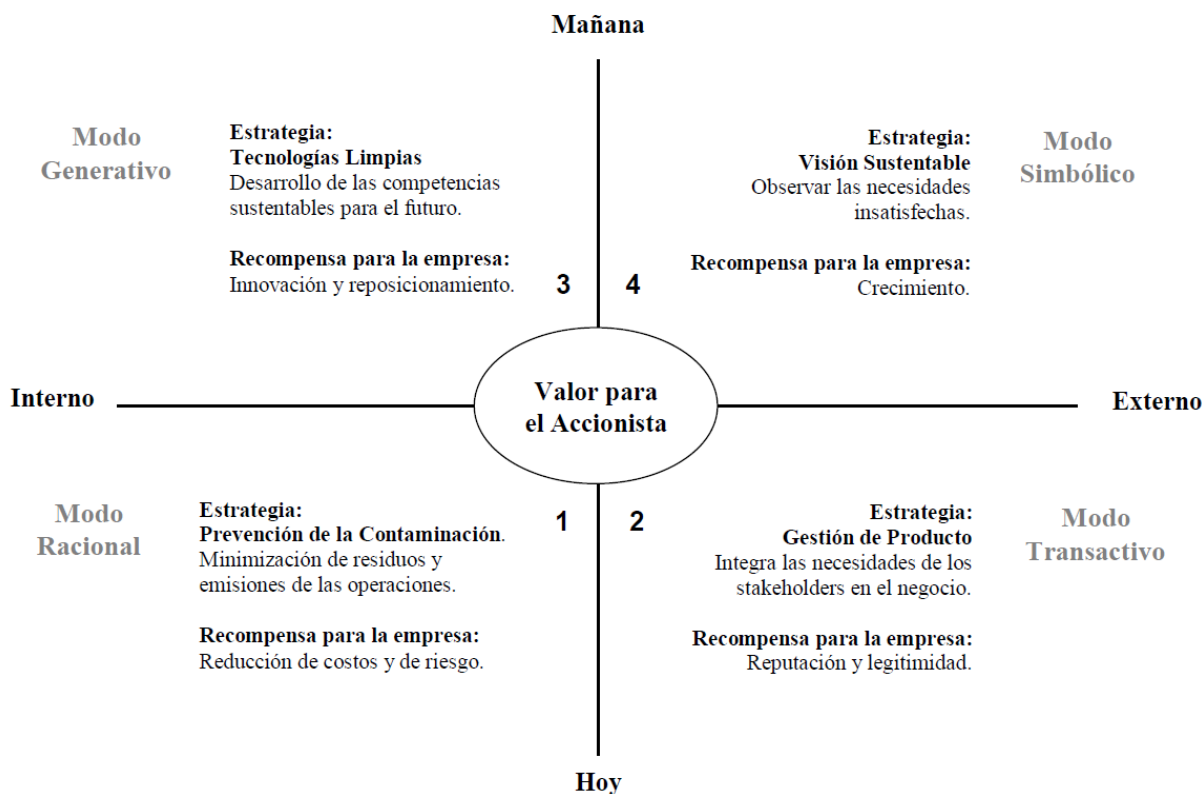 Mañana
Modo
Generativo
Estrategia:
Tecnologías Limpias
Desarrollo de las competencias
sustentables para el futuro.
Recompensa para la empresa:
Innovación y reposicionamiento.
3
4
Estrategia:
Visión Sustentable
Observar las necesidades
insatisfechas.
Recompensa para la empresa:
Crecimiento.
Modo
Simbólico
Interno
Valor para
el Accionista
Externo
Modo
Racional
Estrategia:
Prevención de la Contaminación.
Minimización de residuos y
emisiones de las operaciones.
Recompensa para la empresa:
Reducción de costos y de riesgo.
1
2
Estrategia:
Gestión de Producto
Integra las necesidades de los
stakeholders en el negocio.
Recompensa para la empresa:
Reputación y legitimidad.
Modo
Transactivo
Hoy